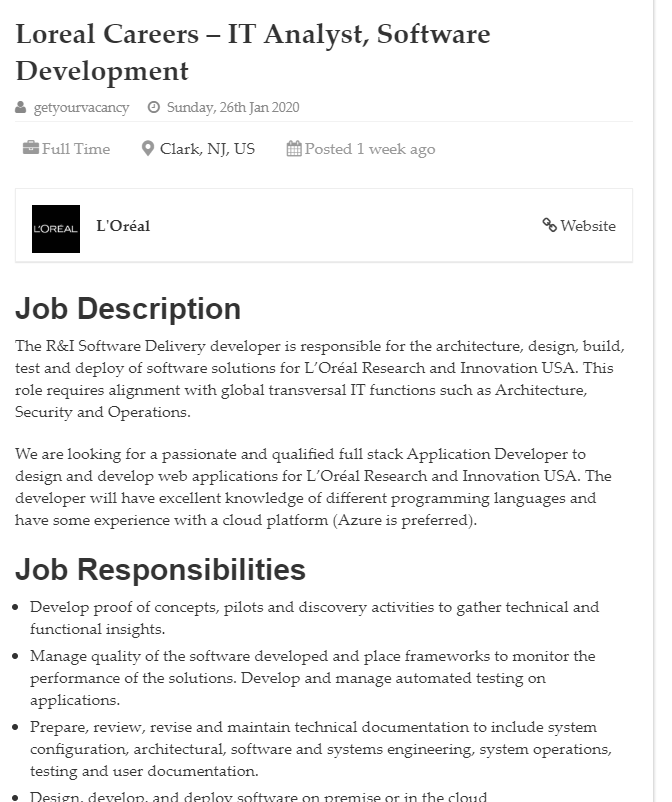 Loreal Careers – IT Analyst, Software
Development
getyourvacancy Sunday, 26th Jan 2020
Full Time Clark, NJ, US Posted 1 week ago
L'OREAL L'Oréal Website
Job Description
The R&I Software Delivery developer is responsible for the architecture, design, build,
test and deploy of software solutions for L’Oréal Research and Innovation USA. This
role requires alignment with global transversal IT functions such as Architecture,
Security and Operations.
We are looking for a passionate and qualified full stack Application Developer to
design and develop web applications for L’Oréal Research and Innovation USA. The
developer will have excellent knowledge of different programming languages and
have some experience with a cloud platform (Azure is preferred).
Job Responsibilities
• Develop proof of concepts, pilots and discovery activities to gather technical and
functional insights.
• Manage quality of the software developed and place frameworks to monitor the
performance of the solutions. Develop and manage automated testing on
applications.
• Prepare, review, revise and maintain technical documentation to include system
configuration, architectural, software and systems engineering, system operations,
testing and user documentation.
• Design, develop, and deploy software on premise or in the cloud